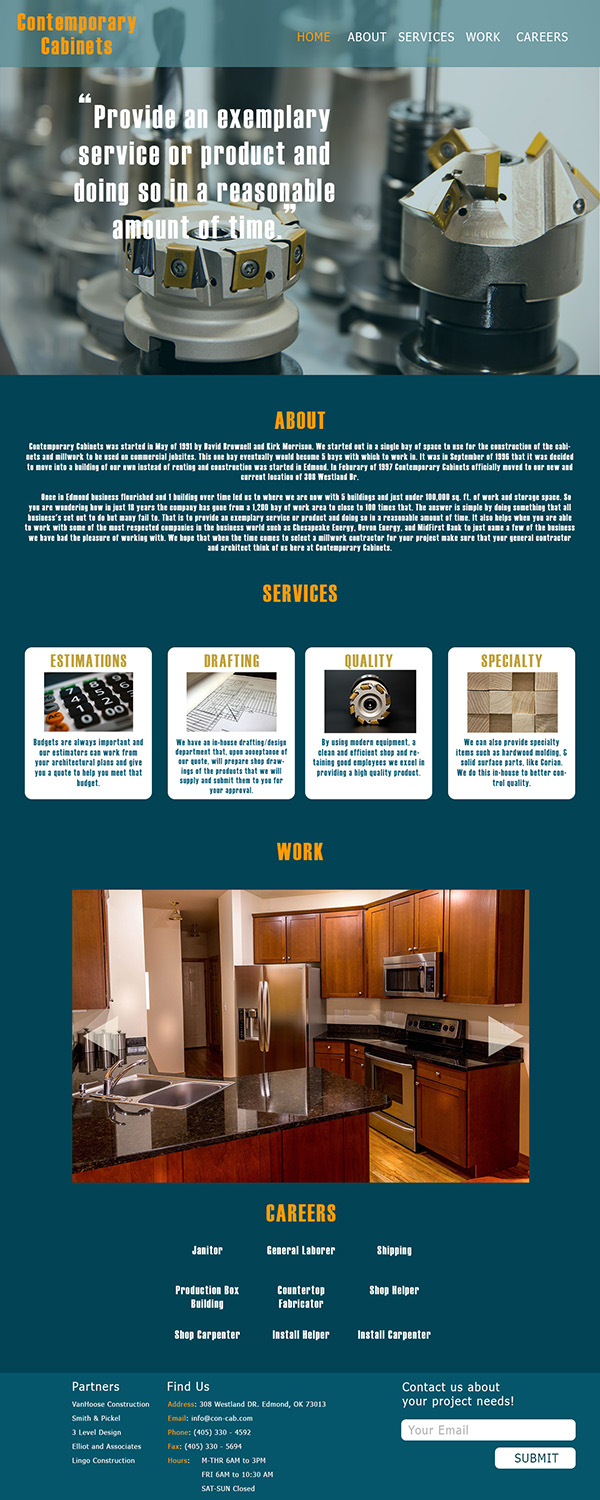 Contemporary
Cabinets
HOME ABOUT SERVICES WORK CAREERS
“Provide an exemplary
service or product and
doing so in a reasonable
amount of time.”
ABOUT
Contemporary Cabinets was started in May of 1991 by David Brownell and Kirk Morrison. We started out in a single bay of space to use for the construction of the cabi-
nets and millwork to be used on commercial jobsites. This one bay eventually would become 5 bays with which to work in. It was in September of 1996 that it was decided
to move into a building of our own instead of renting and construction was started in Edmond. In Feburary of 1997 Contemporary Cabinets officially moved to our new and
current location of 308 Westland Dr.
Once in Edmond business flourished and 1 building over time led us to where we are now with 5 buildings and just under 100,000 sq. ft. of work and storage space. So
you are wondering how in just 18 years the company has gone from a 1,200 bay of work area to close to 100 times that. The answer is simple by doing something that all
business's set out to do but many fail to. That is to provide an exemplary service or product and doing so in a reasonable amount of time. It also helps when you are able
to work with some of the most respected companies in the business world such as Chesapeake Energy, Devon Energy, and MidFirst Bank to just name a few of the business
we have had the pleasure of working with. We hope that when the time comes to select a millwork contractor for your project make sure that your general contractor
and architect think of us here at Contemporary Cabinets.
SERVICES
ESTIMATIONS
Budgets are always important and
our estimators can work from
your architectural plans and give
you a quote to help you meet that
budget.
DRAFTING
We have an in-house drafting/design
department that, upon acceptance of
our quote, will prepare shop draw-
ings of the products that we will
supply and submit them to you for
your approval.
QUALITY
By using modern equipment, a
clean and efficient shop and re-
taining good employees we excel in
providing a high quality product.
SPECIALTY
We can also provide specialty
items such as hardwood molding, &
solid surface parts, like Corian.
We do this in-house to better con-
trol quality.
WORK
CAREERS
Janitor General Laborer Shipping
Production Box
Building
Countertop
Fabricator
Shop Helper
Shop Carpenter Install Helper Install Carpenter
Partners
VanHoose Construction
Smith & Pickel
3 Level Design
Elliot and Associates
Lingo Construction
Find Us
Address: 308 Westland DR. Edmond, OK 73013
Email: info@con-cab.com
Phone: (405) 330 - 4592
Fax: (405) 330 - 5694
Hours: M-THR 6AM to 3PM
FRI 6AM to 10:30 AM
SAT-SUN Closed
Contact us about
your project needs!
Your Email
SUBMIT